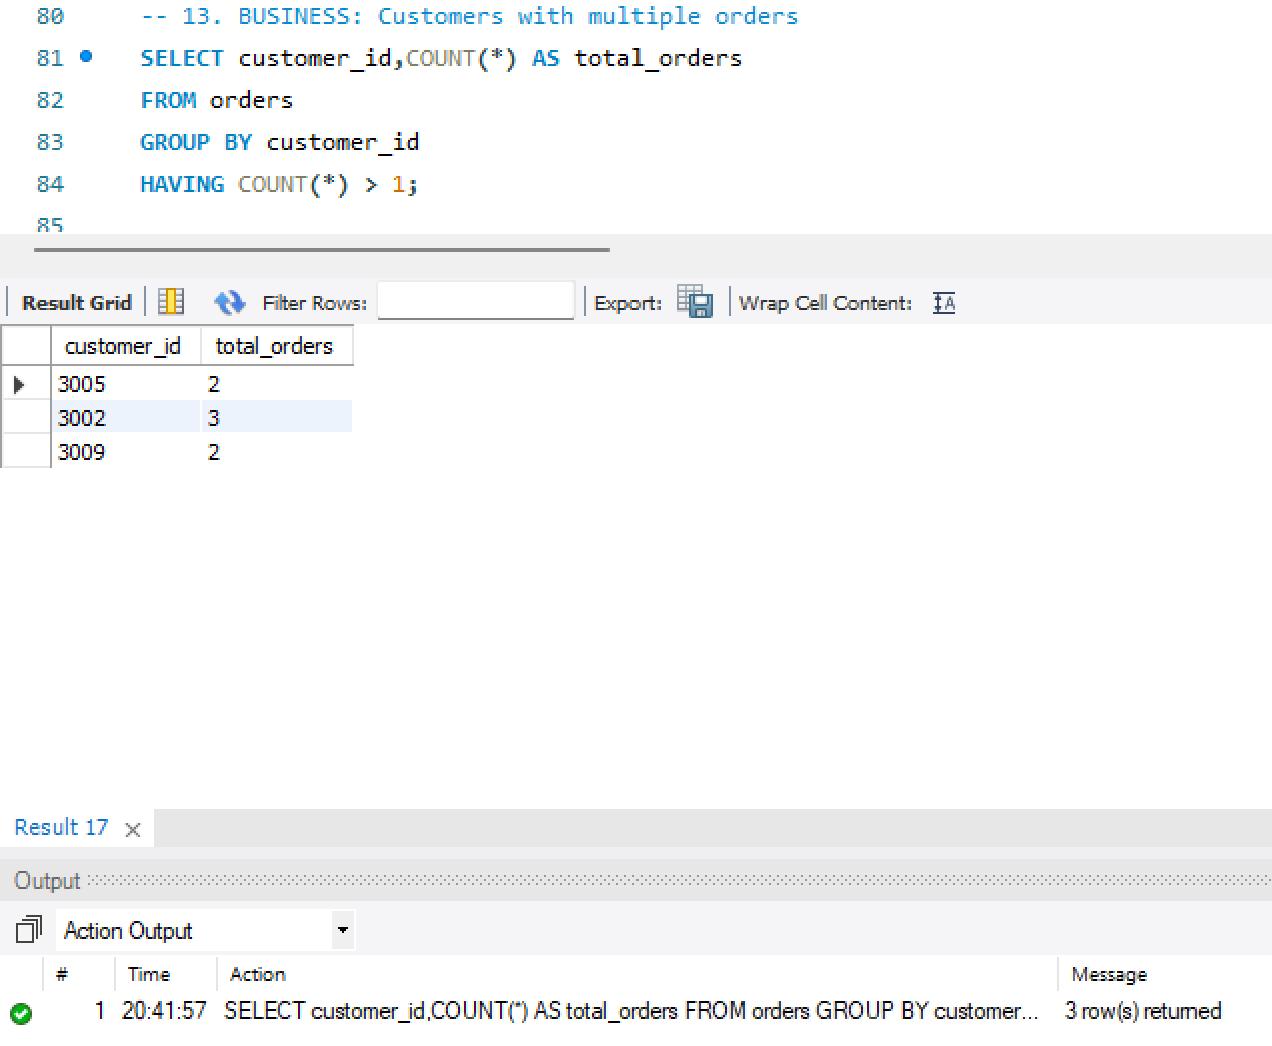 80 -- 13. BUSINESS: Customers with multiple orders
81 SELECT customer_id,COUNT(*) AS total_orders
82 FROM orders
83 GROUP BY customer_id
84 HAVING COUNT(*) > 1;
85
Result Grid Filter Rows: Export: Wrap Cell Content: IA
customer_id total_orders
3005 2
3002 3
3009 2
Result 17
Output
Action Output
# Time Action Message
1 20:41:57 SELECT customer_id,COUNT(*) AS total_orders FROM orders GROUP BY customer... 3 row(s) returned